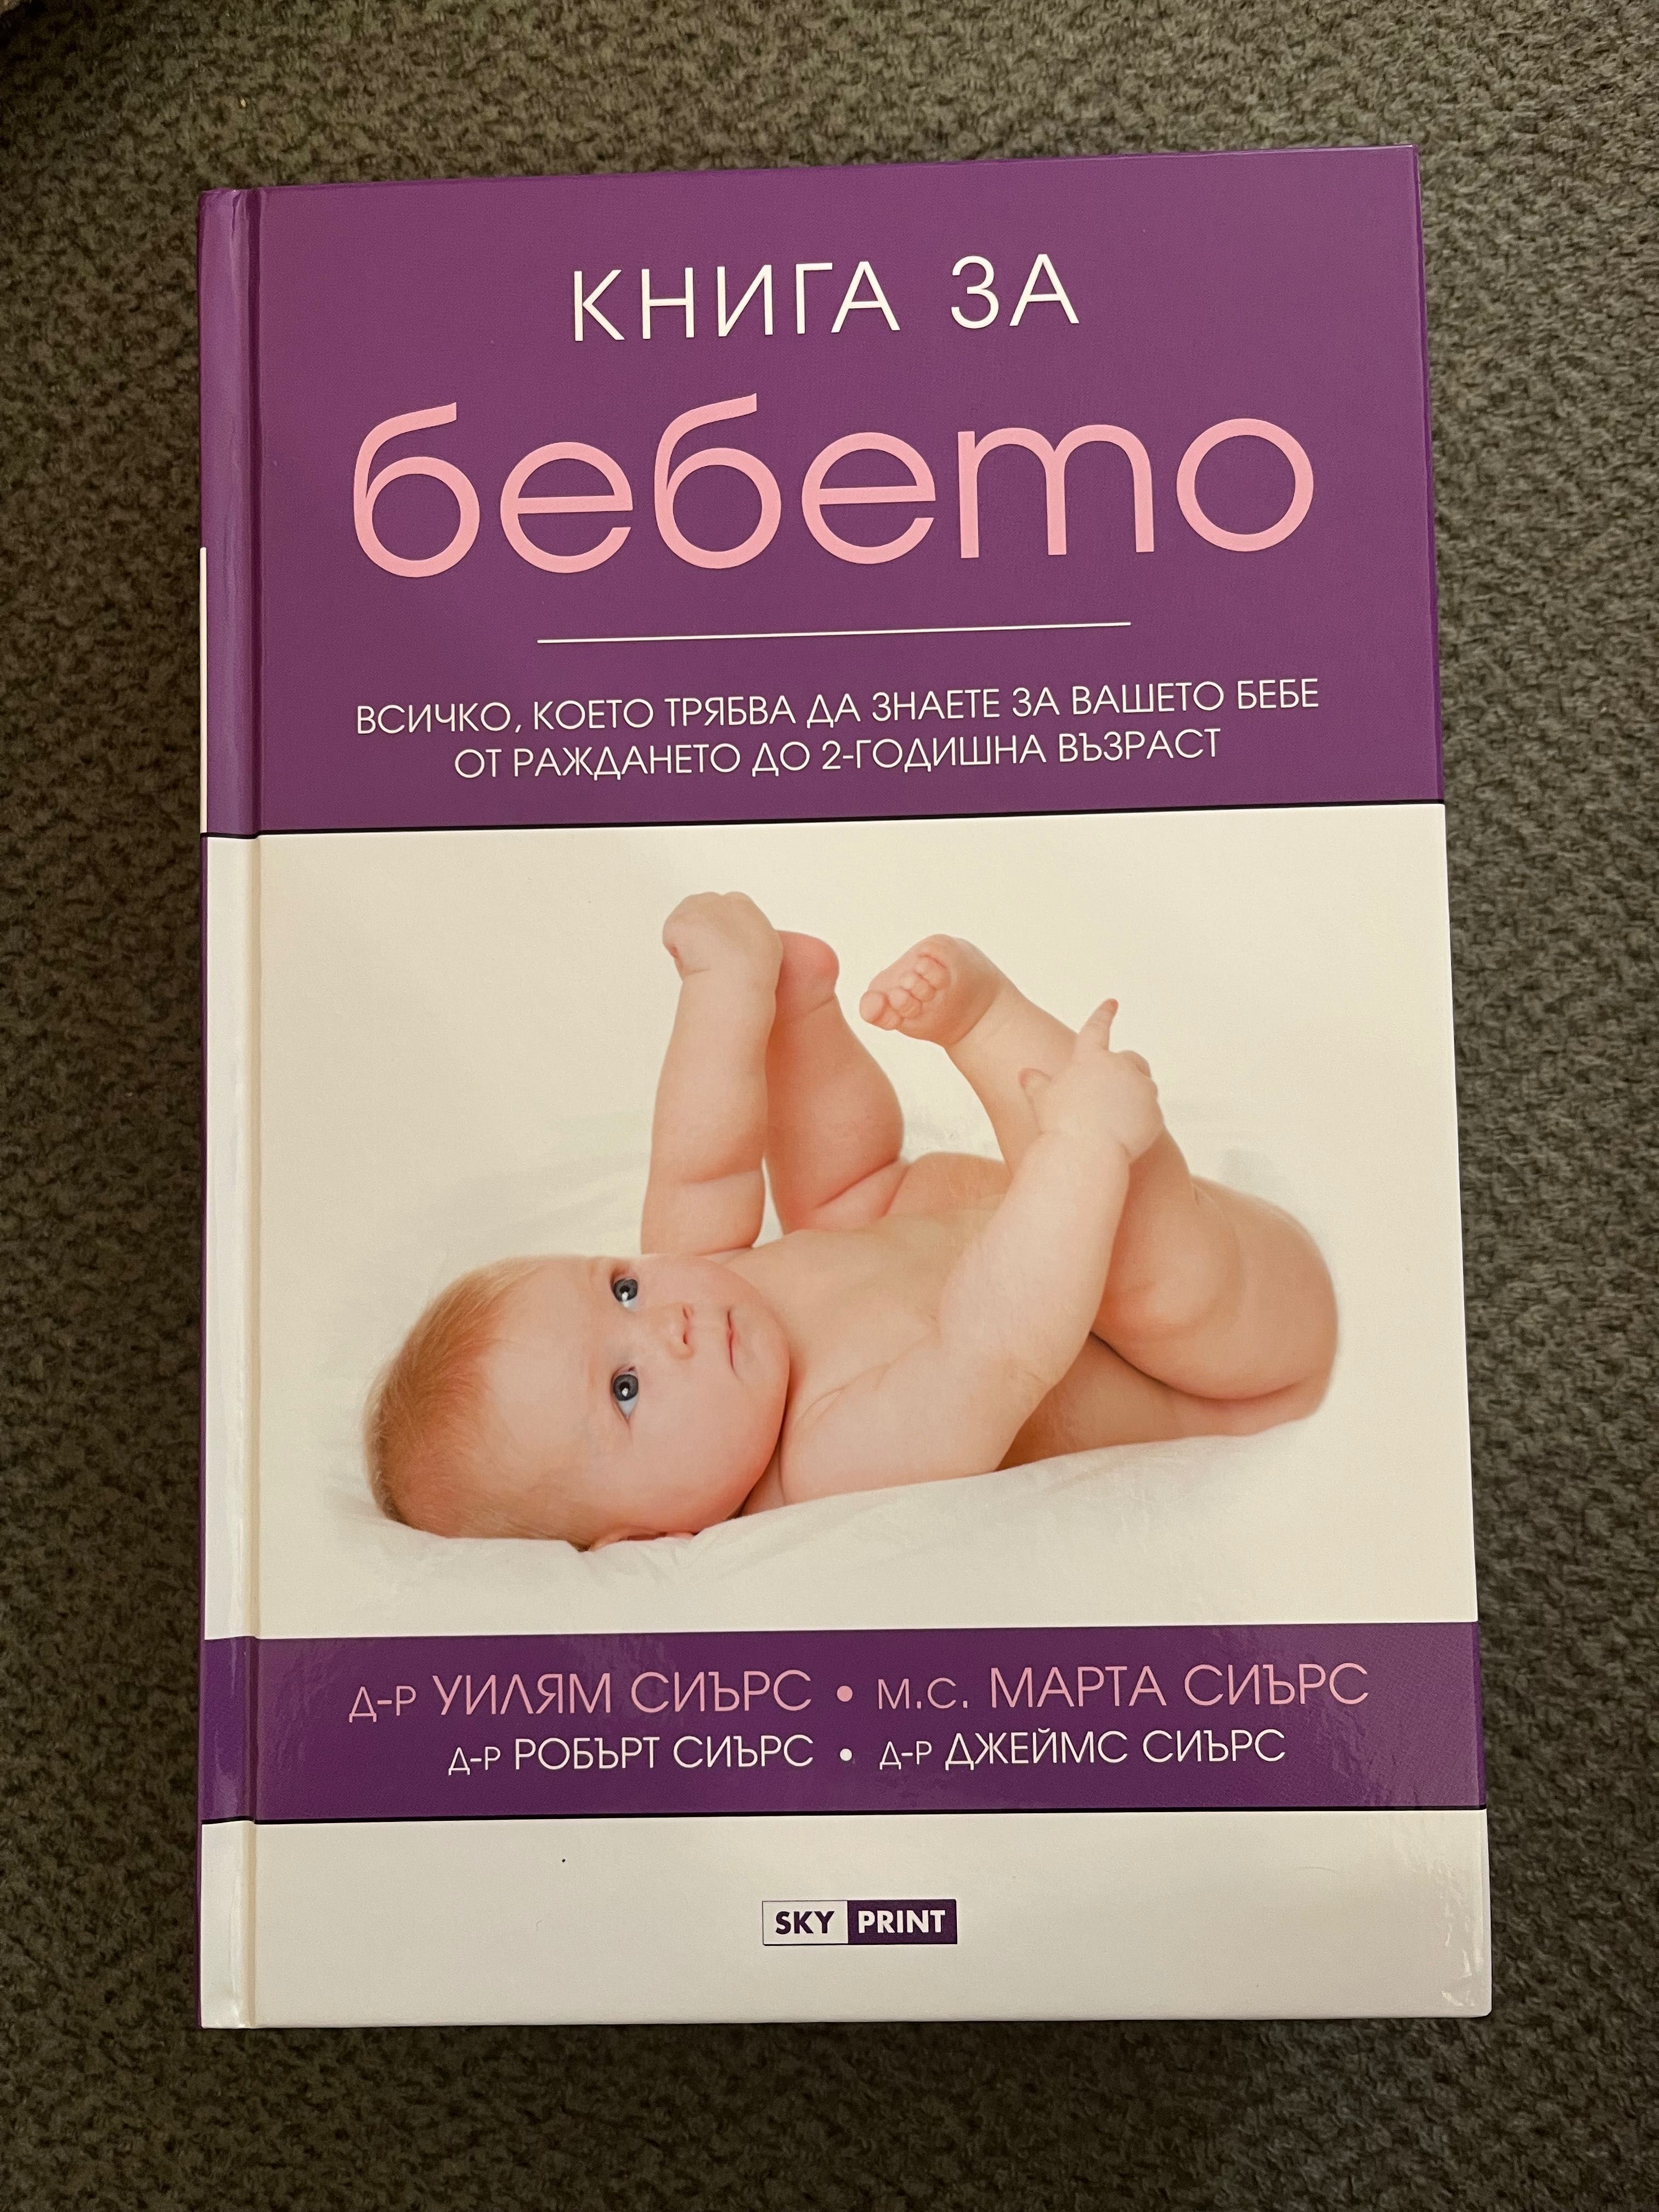 КНИГА ЗА
бебето
ВСИЧКО, КОЕТО ТРЯБВА ДА ЗНАЕТЕ ЗА ВАШЕТО БЕБЕ
ОТ РАЖДАНЕТО ДО 2-ГОДИШНА ВЪЗРАСТ
Д-Р УИЛЯМ СИЪРС • М.С. МАРТА СИЪРС
Д-Р РОБЪРТ СИЪРС • Д-Р ДЖЕЙМС СИЪРС
SKY PRINT